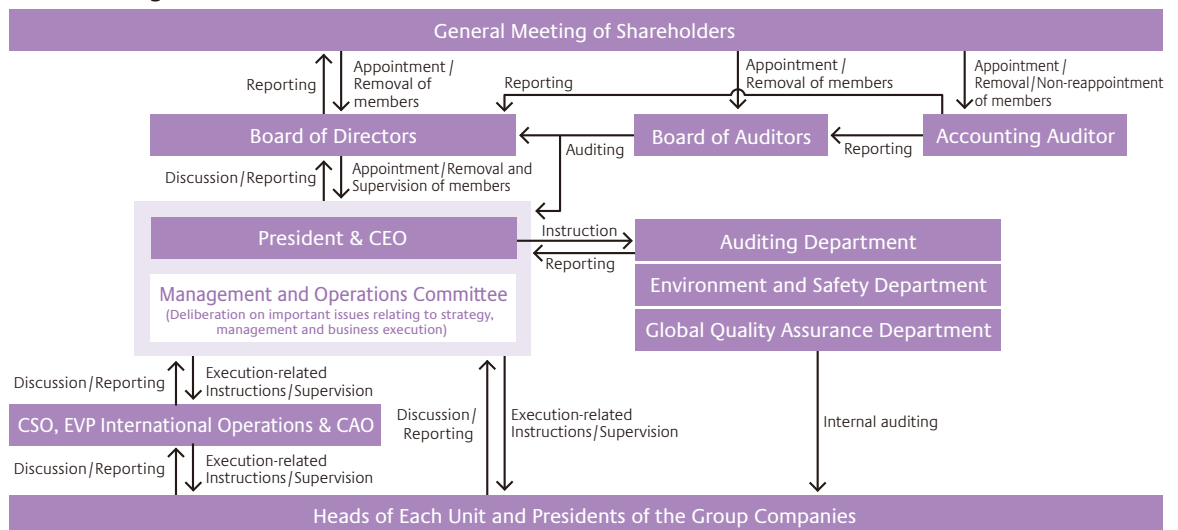 General Meeting of Shareholders
Reporting
Appointment/
Removal of
members
Reporting
Appointment/
Removal of members
Appointment/
Removal/Non-reappointment
of members
Board of Directors
Auditing
Board of Auditors
Reporting
Accounting Auditor
Discussion/Reporting
Appointment/Removal and
Supervision of members
President & CEO
Instruction
Reporting
Auditing Department
Environment and Safety Department
Global Quality Assurance Department
Management and Operations Committee
(Deliberation on important issues relating to strategy,
management and business execution)
Discussion/Reporting
Execution-related
Instructions/Supervision
CSO, EVP International Operations & CAO
Discussion/
Reporting
Execution-related
Instructions/Supervision
Internal auditing
Discussion/Reporting
Execution-related
Instructions/Supervision
Heads of Each Unit and Presidents of the Group Companies